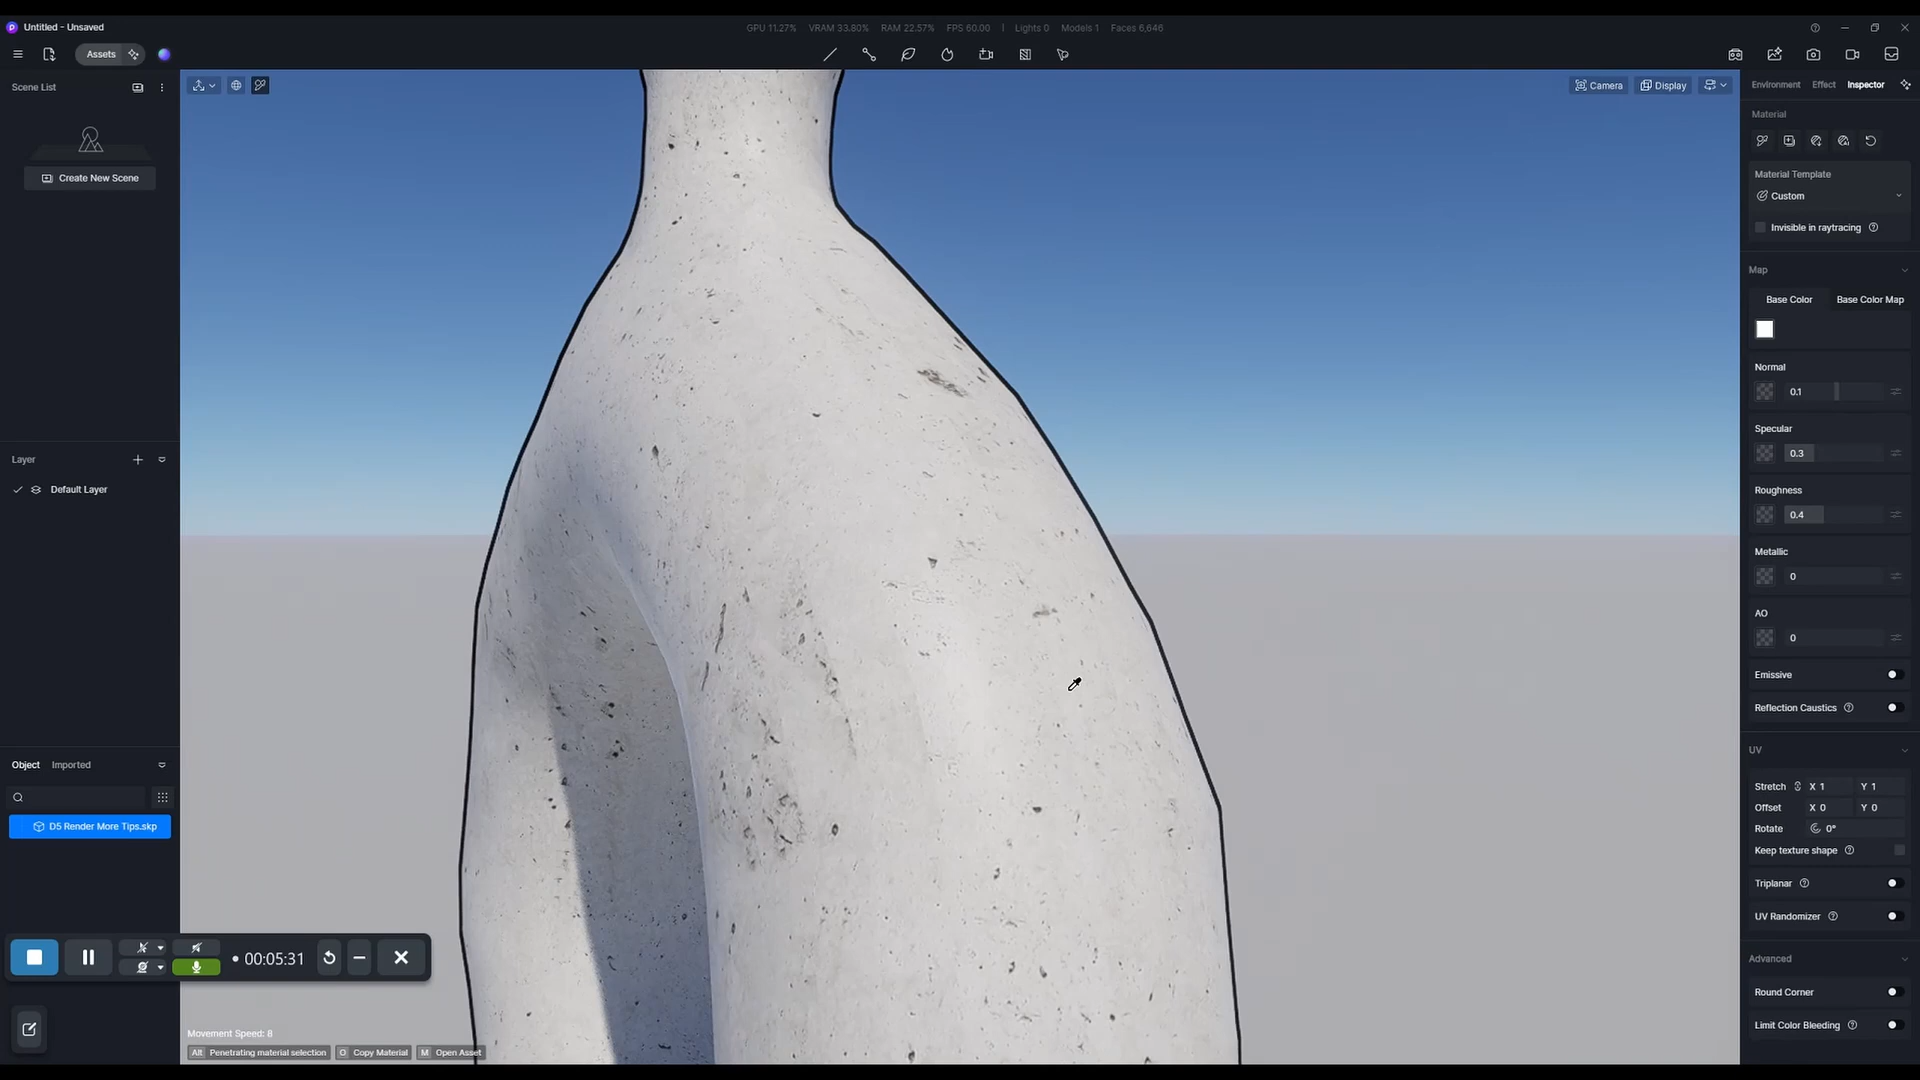 Untitled - Unsaved
GPU 11.27% VRAM 33.80% RAM 22.57% FPS 60.00 | Lights 0 Models 1 Faces 6,646
Assets
Scene List
Create New Scene
Layer
Default Layer
Object Imported
D5 Render More Tips.skp
00:05:31
Camera Display
Movement Speed: 8
Alt Penetrating material selection O Copy Material M Open Asset
Environment Effect Inspector
Material
Material Template
Custom
Invisible in raytracing
Map
Base Color Base Color Map
Normal
0.1
Specular
0.3
Roughness
0.4
Metallic
0
AO
0
Emissive
Reflection Caustics
UV
Stretch X 1 Y 1
Offset X 0 Y 0
Rotate 0°
Keep texture shape
Triplanar
UV Randomizer
Advanced
Round Corner
Limit Color Bleeding